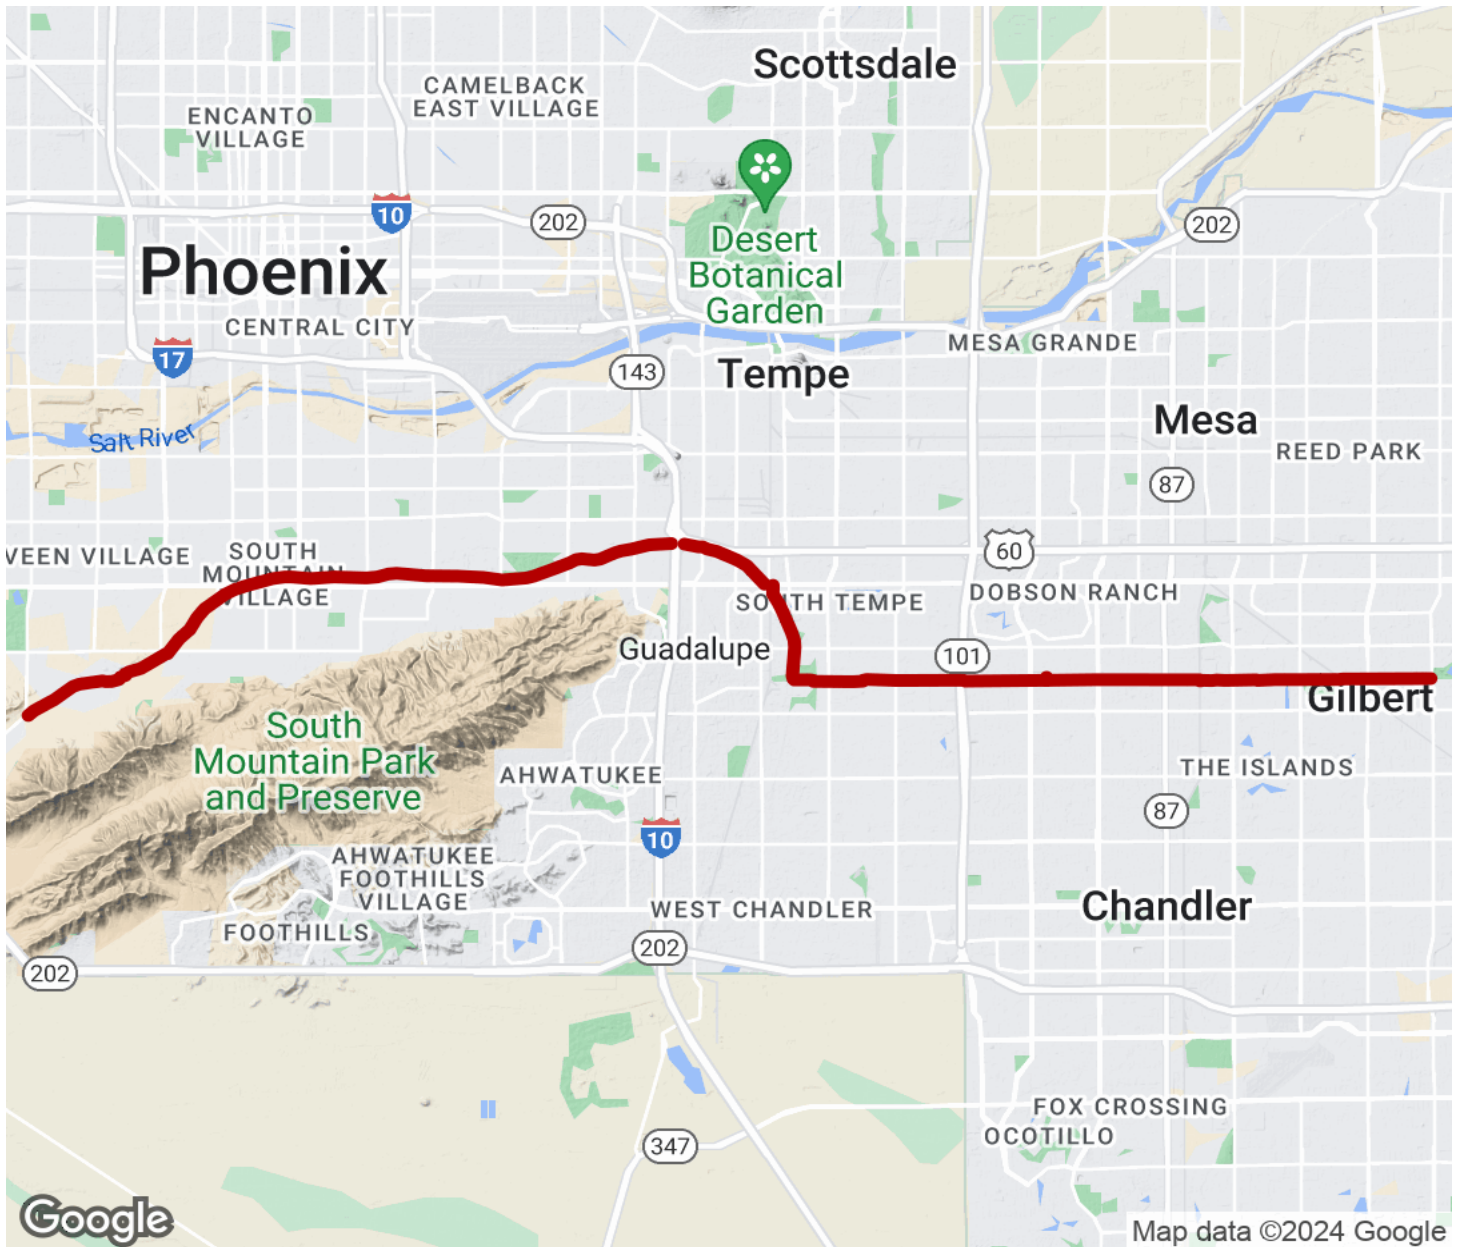 Scottsdale
CAMELBACK
EAST VILLAGE
ENCANTO
VILLAGE
10
202
202
Desert
Botanical
Garden
Phoenix
CENTRAL CITY
MESA GRANDE
17
143
Tempe
Mesa
Salt River
REED PARK
87
VEEN VILLAGE
SOUTH
MOUNTAIN
VILLAGE
60
DOBSON RANCH
SOUTH TEMPE
Guadalupe
101
Gilbert
South
Mountain Park
and Preserve
AHWATUKEE
THE ISLANDS
87
10
AHWATUKEE
FOOTHILLS
VILLAGE
Chandler
WEST CHANDLER
FOOTHILLS
202
202
FOX CROSSING
OCOTILLO
347
Google
Map data ©2024 Google